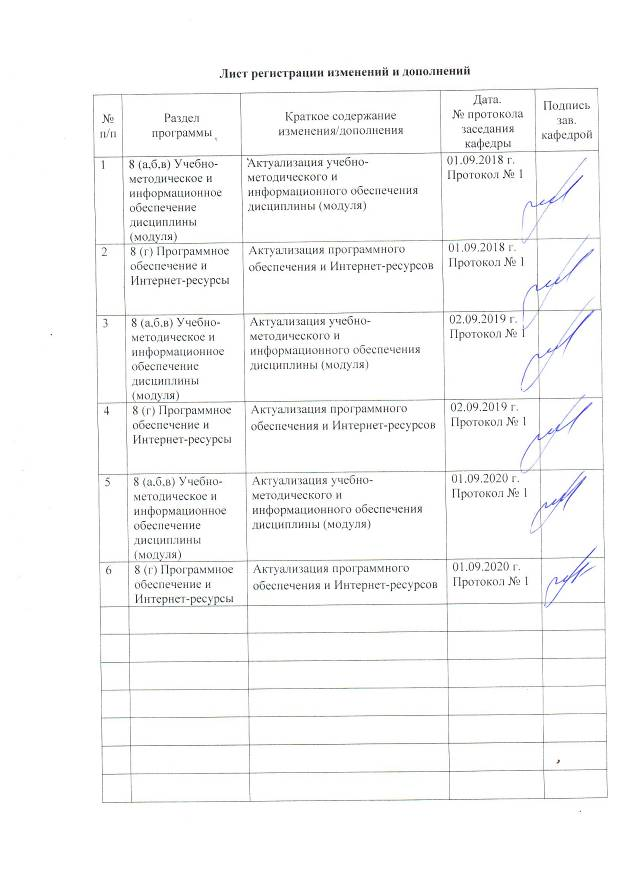 Лист регистрации изменений и дополнений
№
п/п
Раздел
программы
Краткое содержание
изменения/дополнения
Дата.
№ протокола
заседания
кафедры
Подпись
зав.
кафедрой
1
8 (а,б,в) Учебно-
методическое и
информационное
обеспечение
дисциплины
(модуля)
Актуализация учебно-
методического и
информационного обеспечения
дисциплины (модуля)
01.09.2018 г.
Протокол № 1
2
8 (г) Программное
обеспечение и
Интернет-ресурсы
Актуализация программного
обеспечения и Интернет-ресурсов
01.09.2018 г.
Протокол № 1
3
8 (а,б,в) Учебно-
методическое и
информационное
обеспечение
дисциплины
(модуля)
Актуализация учебно-
методического и
информационного обеспечения
дисциплины (модуля)
02.09.2019 г.
Протокол № 1
4
8 (г) Программное
обеспечение и
Интернет-ресурсы
Актуализация программного
обеспечения и Интернет-ресурсов
02.09.2019 г.
Протокол № 1
5
8 (а,б,в) Учебно-
методическое и
информационное
обеспечение
дисциплины
(модуля)
Актуализация учебно-
методического и
информационного обеспечения
дисциплины (модуля)
01.09.2020 г.
Протокол № 1
6
8 (г) Программное
обеспечение и
Интернет-ресурсы
Актуализация программного
обеспечения и Интернет-ресурсов
01.09.2020 г.
Протокол № 1